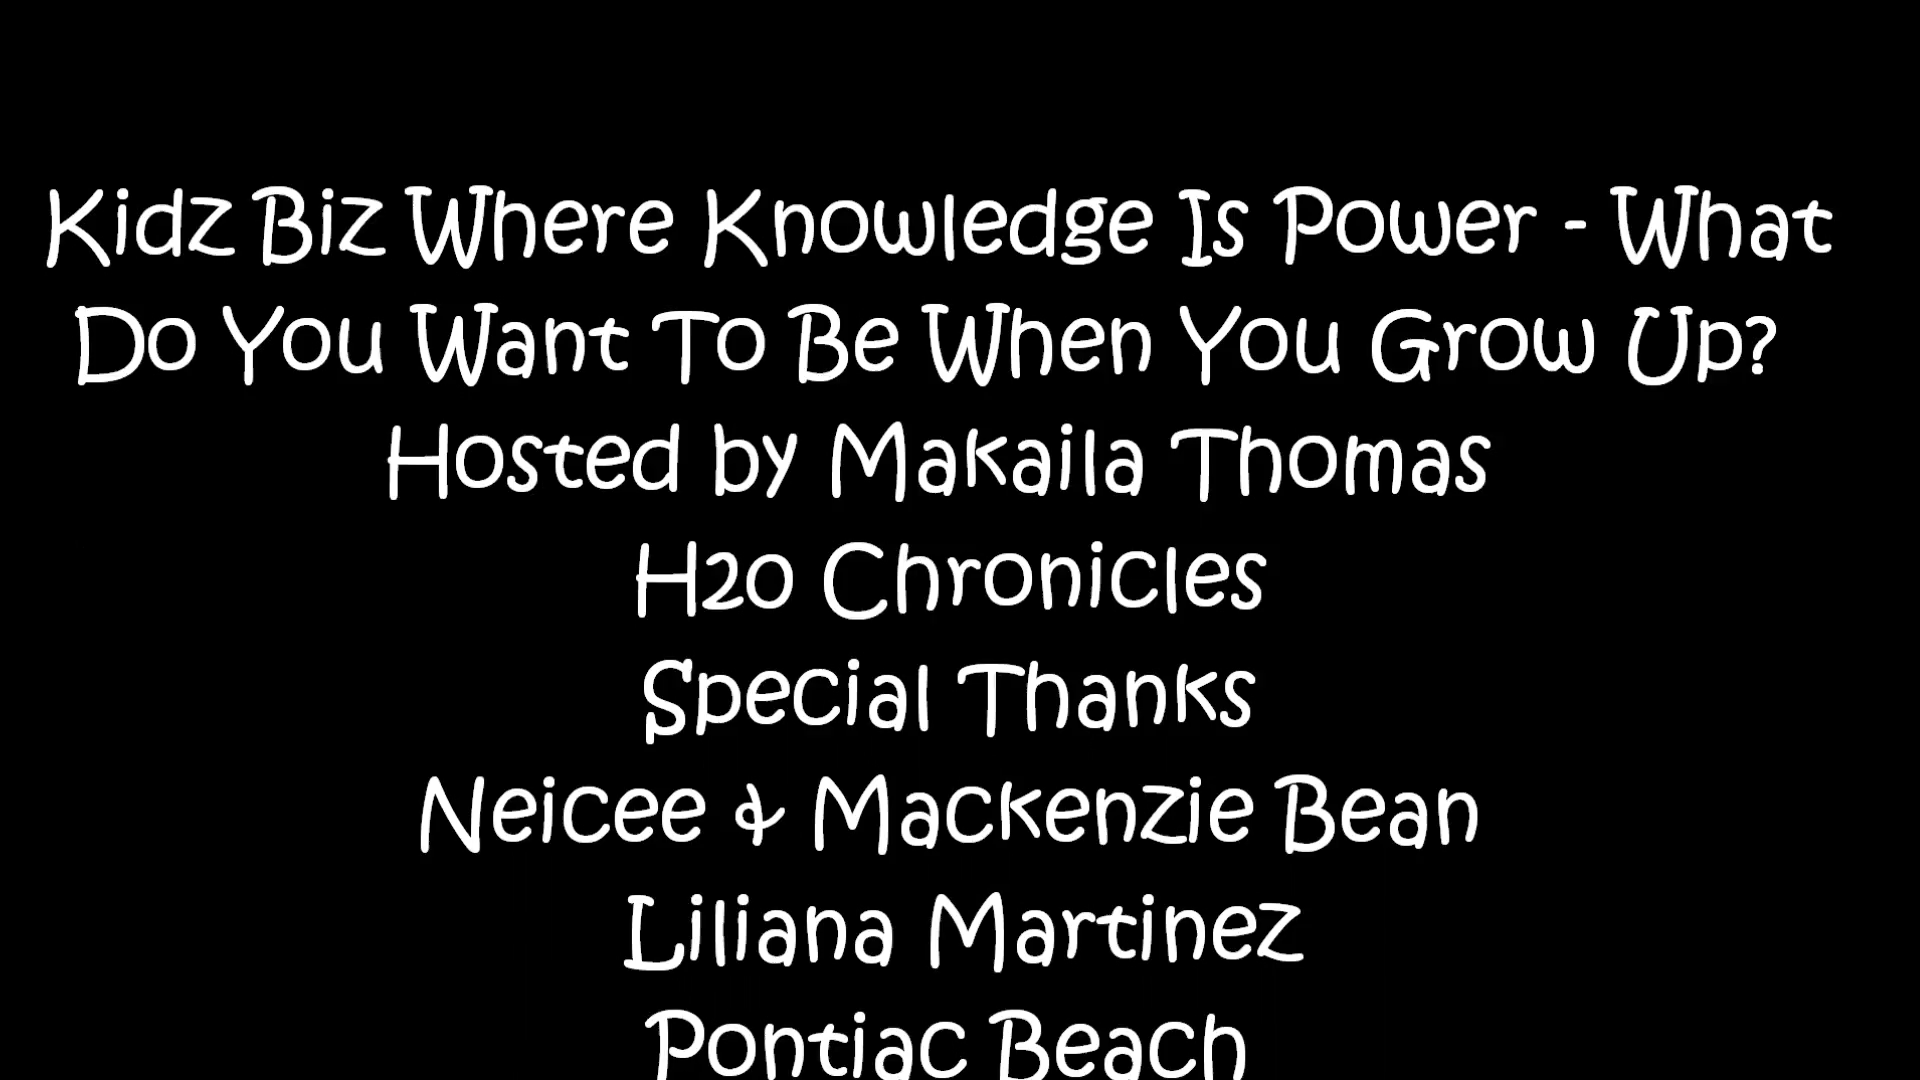 Kidz Biz Where Knowledge Is Power - What
Do You Want To Be When You Grow Up?
Hosted by Makaila Thomas
H20 Chronicles
Special Thanks
Neicee & Mackenzie Bean
Liliana Martinez
Pontiac Beach